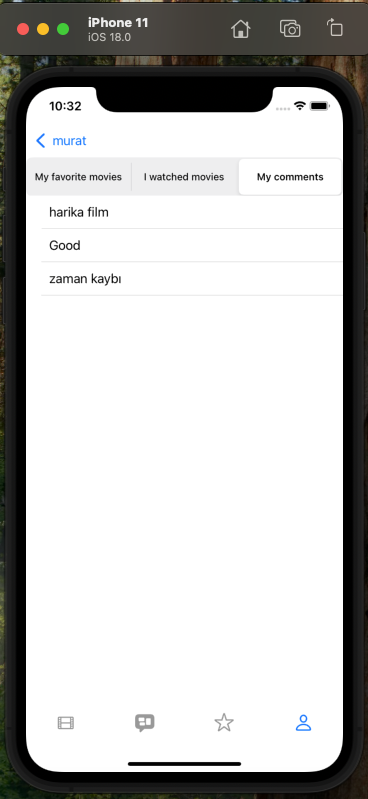 iPhone 11
iOS 18.0
10:32
murat
My favorite movies I watched movies My comments
harika film
Good
zaman kaybı